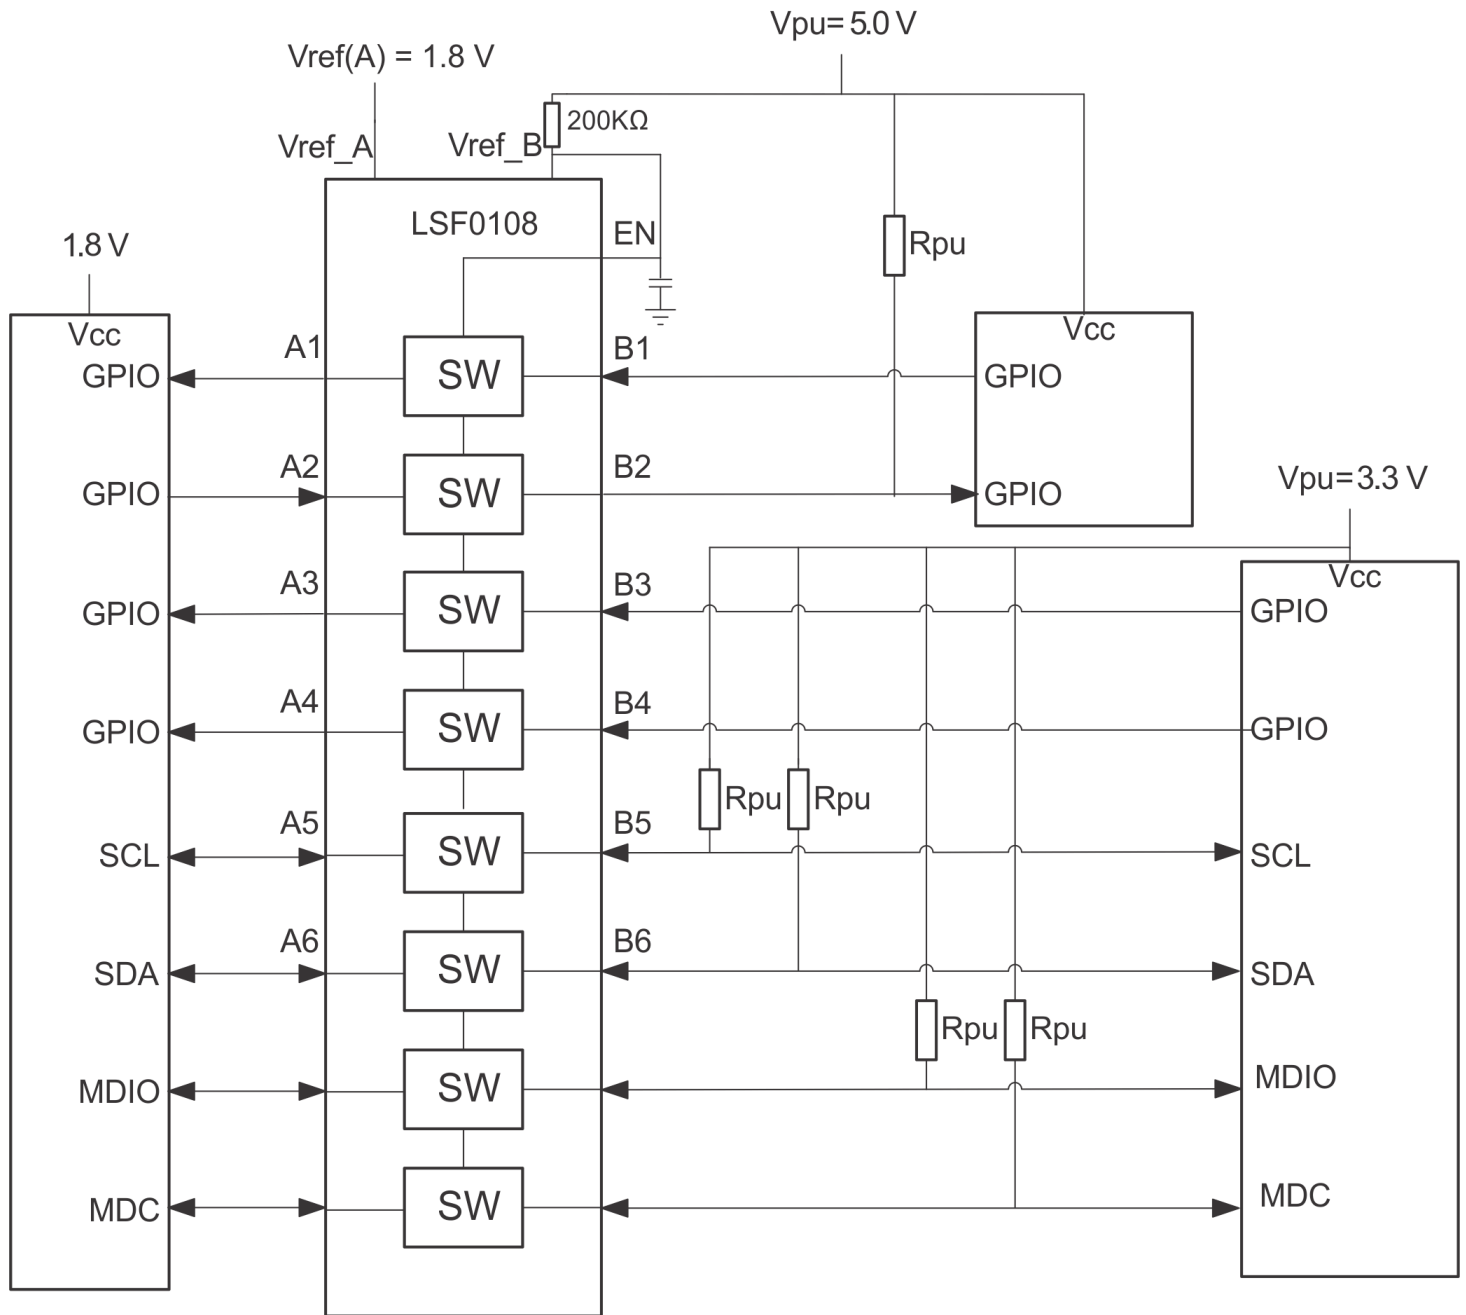 Vpu= 5.0 V
Vref(A) = 1.8 V
200KΩ
Vref_A
Vref_B
LSF0108
EN
Rpu
1.8 V
Vcc
GPIO
A1
SW
B1
Vcc
GPIO
GPIO
A2
SW
B2
GPIO
Vpu= 3.3 V
Vcc
GPIO
A3
SW
B3
GPIO
GPIO
A4
SW
B4
GPIO
Rpu
Rpu
SCL
A5
SW
B5
SCL
SDA
A6
SW
B6
SDA
Rpu
Rpu
MDIO
SW
MDIO
MDC
SW
MDC